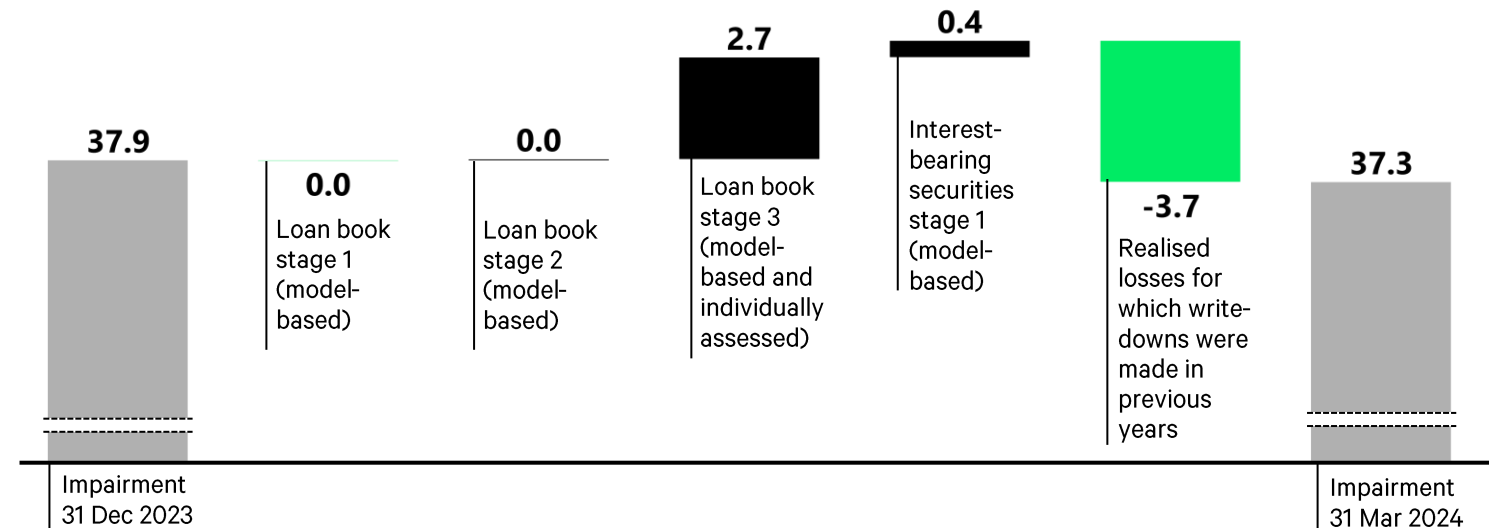 37.9
Impairment
31 Dec 2023
0.0
Loan book
stage 1
(model-
based)
0.0
Loan book
stage 2
(model-
based)
2.7
Loan book
stage 3
(model-
based and
individually
assessed)
0.4
Interest-
bearing
securities
stage 1
(model-
based)
-3.7
Realised
losses for
which write-
downs were
made in
previous
years
37.3
Impairment
31 Mar 2024